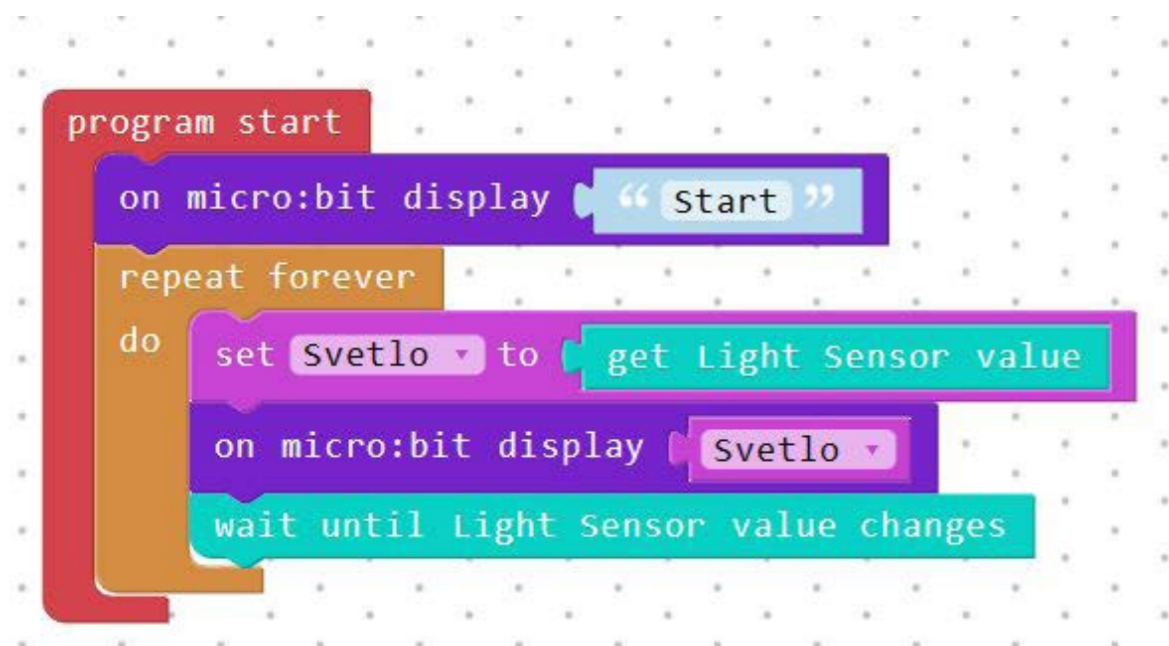 program start
on micro:bit display “ Start ”
repeat forever
do
set Svetlo to get Light Sensor value
on micro:bit display Svetlo
wait until Light Sensor value changes